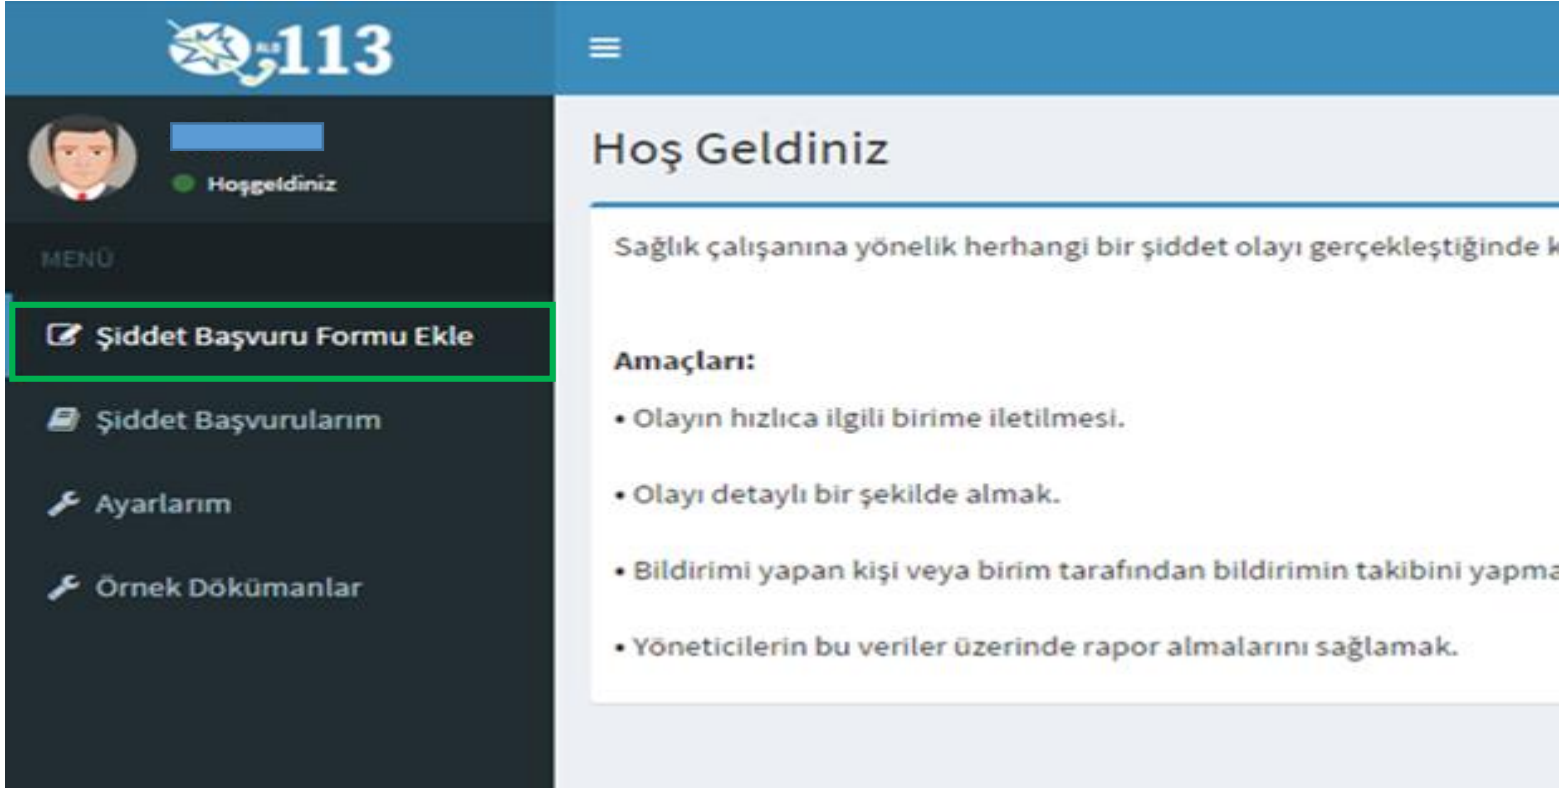 ALO 113
Hoşgeldiniz
MENÜ
Şiddet Başvuru Formu Ekle
Şiddet Başvurularım
Ayarlarım
Örnek Dökümanlar
Hoş Geldiniz
Sağlık çalışanına yönelik herhangi bir şiddet olayı gerçekleştiğinde k
Amaçları:
• Olayın hızlıca ilgili birime iletilmesi.
• Olayı detaylı bir şekilde almak.
• Bildirimi yapan kişi veya birim tarafından bildirimin takibini yapma
• Yöneticilerin bu veriler üzerinde rapor almalarını sağlamak.